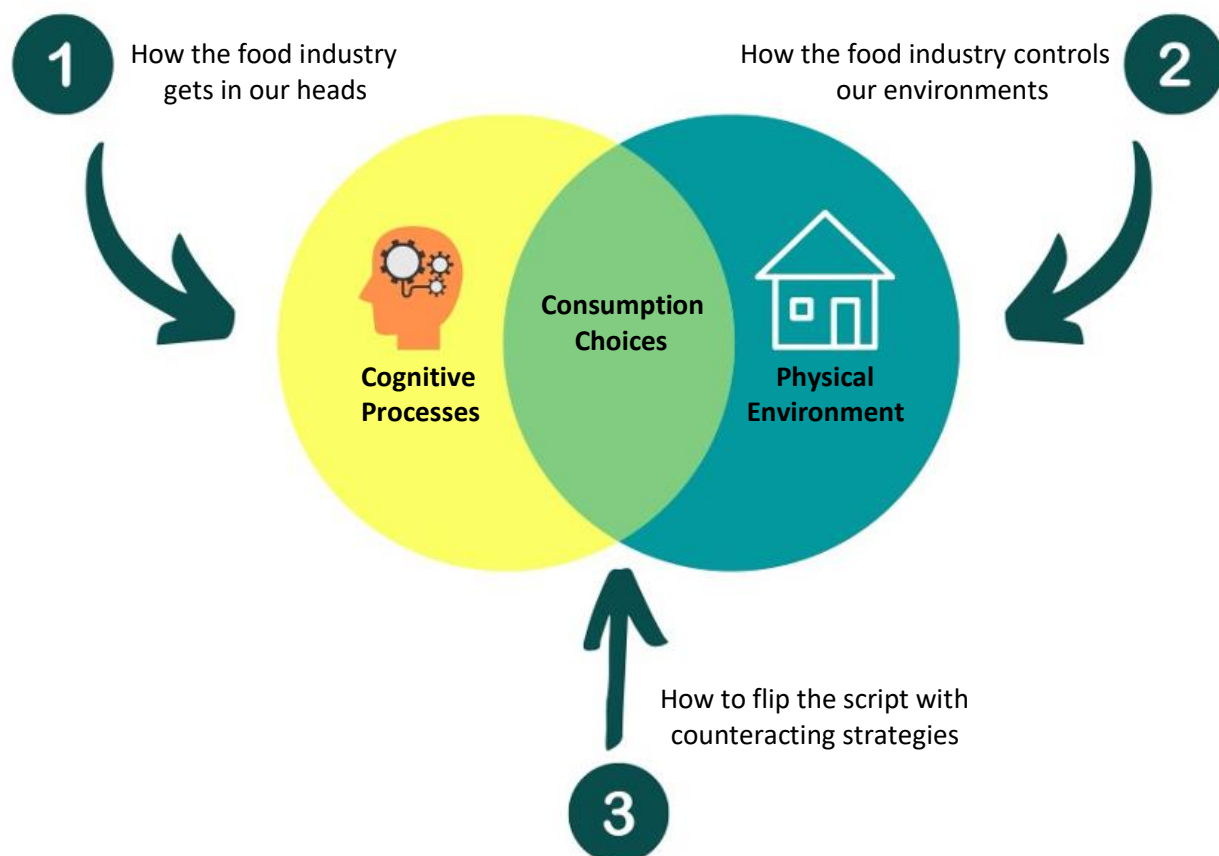 1
How the food industry
gets in our heads
How the food industry controls
our environments
2
Cognitive
Processes
Consumption
Choices
Physical
Environment
How to flip the script with
counteracting strategies
3